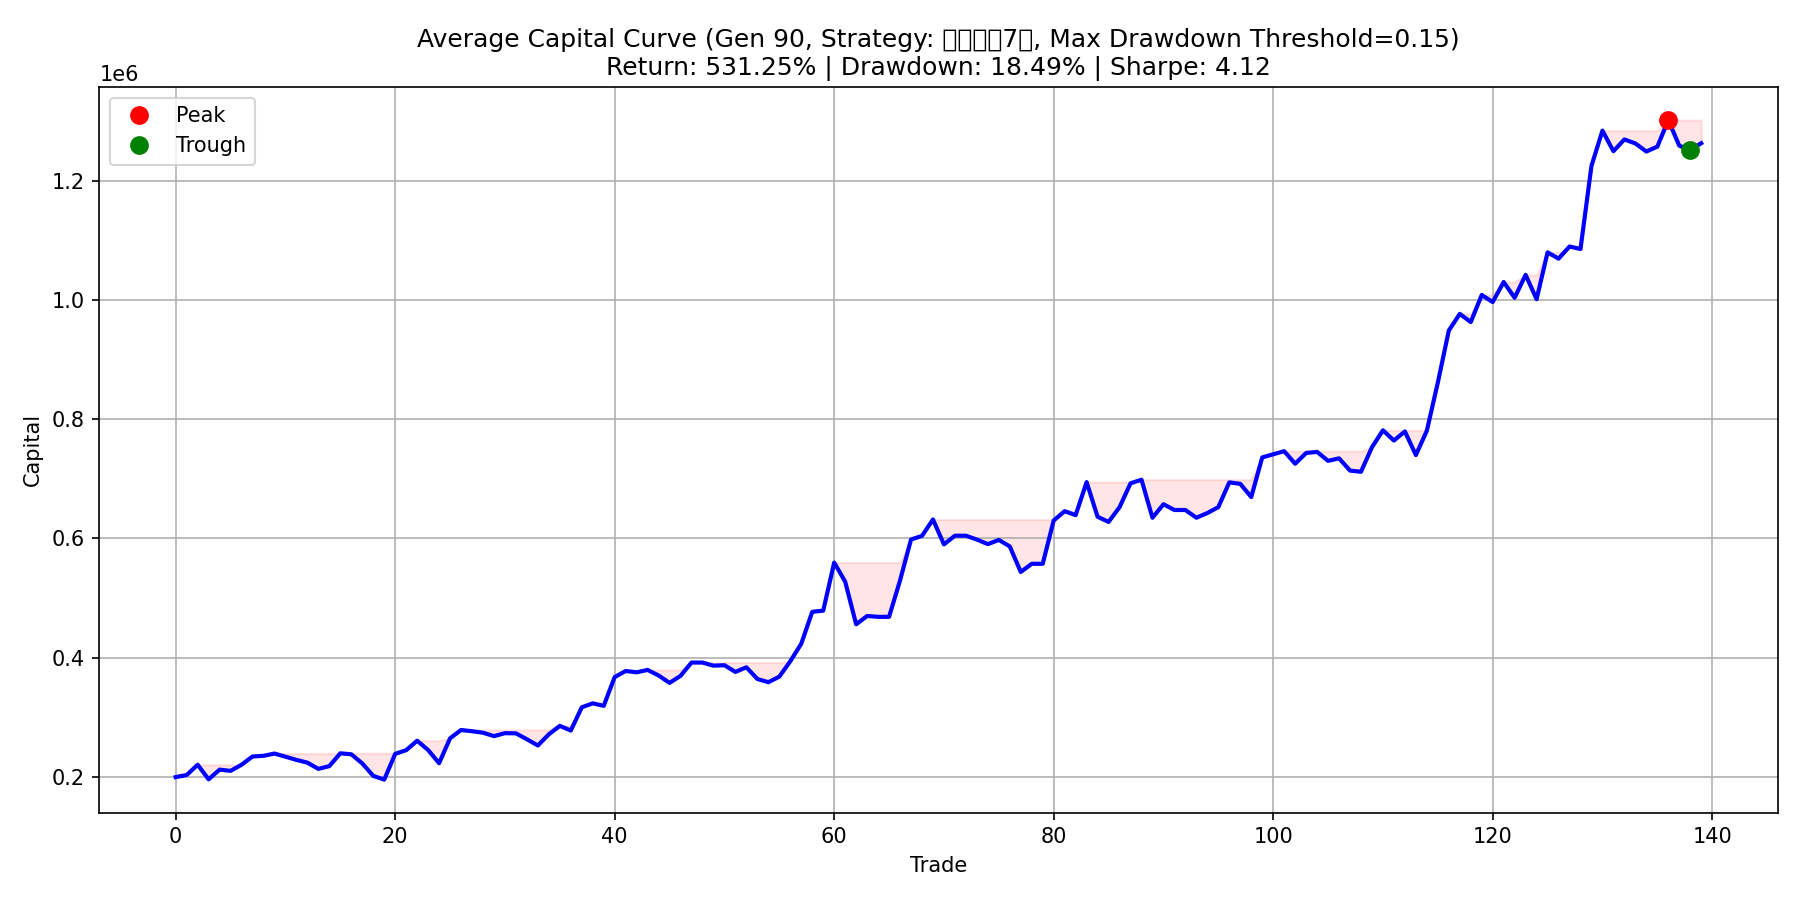 Average Capital Curve (Gen 90, Strategy: 7, Max Drawdown Threshold=0.15)
Return: 531.25% | Drawdown: 18.49% | Sharpe: 4.12
1e6
Peak
Trough
1.2
1.0
0.8
0.6
0.4
0.2
Capital
0 20 40 60 80 100 120 140
Trade